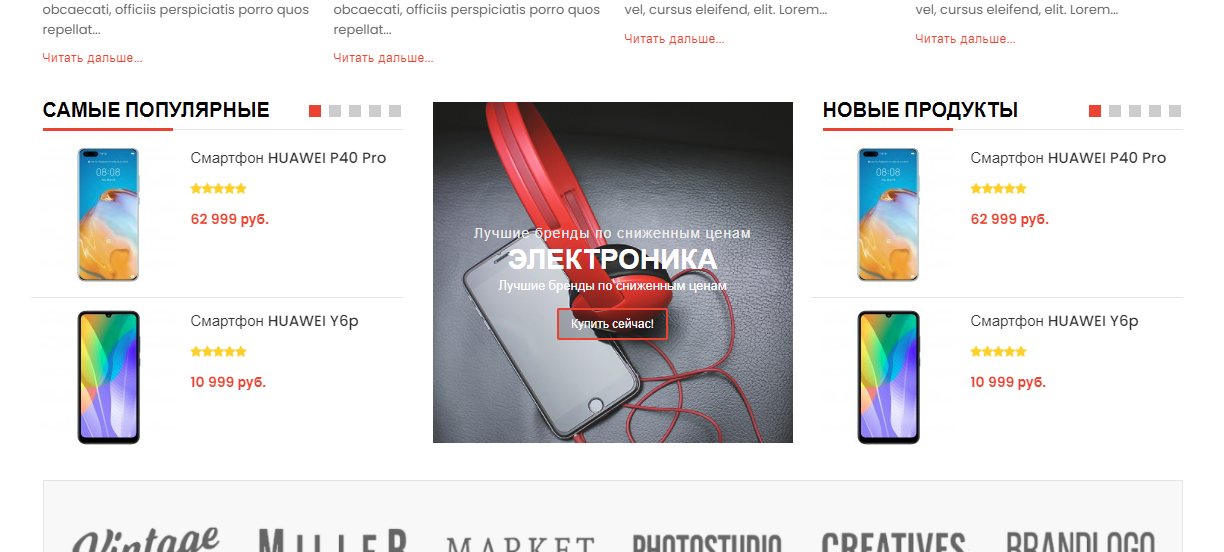 obcaecati, officiis perspiciatis porro quos
repellat...
Читать дальше...
obcaecati, officiis perspiciatis porro quos
repellat...
Читать дальше...
vel, cursus eleifend, elit. Lorem...
Читать дальше...
vel, cursus eleifend, elit. Lorem...
Читать дальше...
САМЫЕ ПОПУЛЯРНЫЕ
08:08
Смартфон HUAWEI P40 Pro
62 999 руб.
Смартфон HUAWEI Y6p
10 999 руб.
Лучшие бренды по сниженным ценам
ЭЛЕКТРОНИКА
Лучшие бренды по сниженным ценам
Купить сейчас!
НОВЫЕ ПРОДУКТЫ
08:08
Смартфон HUAWEI P40 Pro
62 999 руб.
Смартфон HUAWEI Y6p
10 999 руб.
Vintage
MILLER
MARKET
PHOTOSTUDIO
CREATIVES
BRANDLOGO